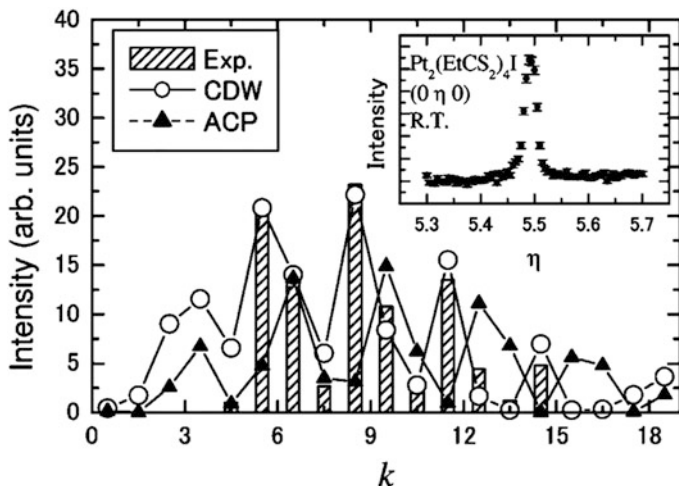 40
35
30
25
20
15
10
5
0
Intensity (arb. units)
Exp.
CDW
ACP
Pt₂(EtCS₂)₄I
(0 η 0)
R.T.
Intensity
5.3 5.4 5.5 5.6 5.7
η
0 3 6 9 12 15 18
k